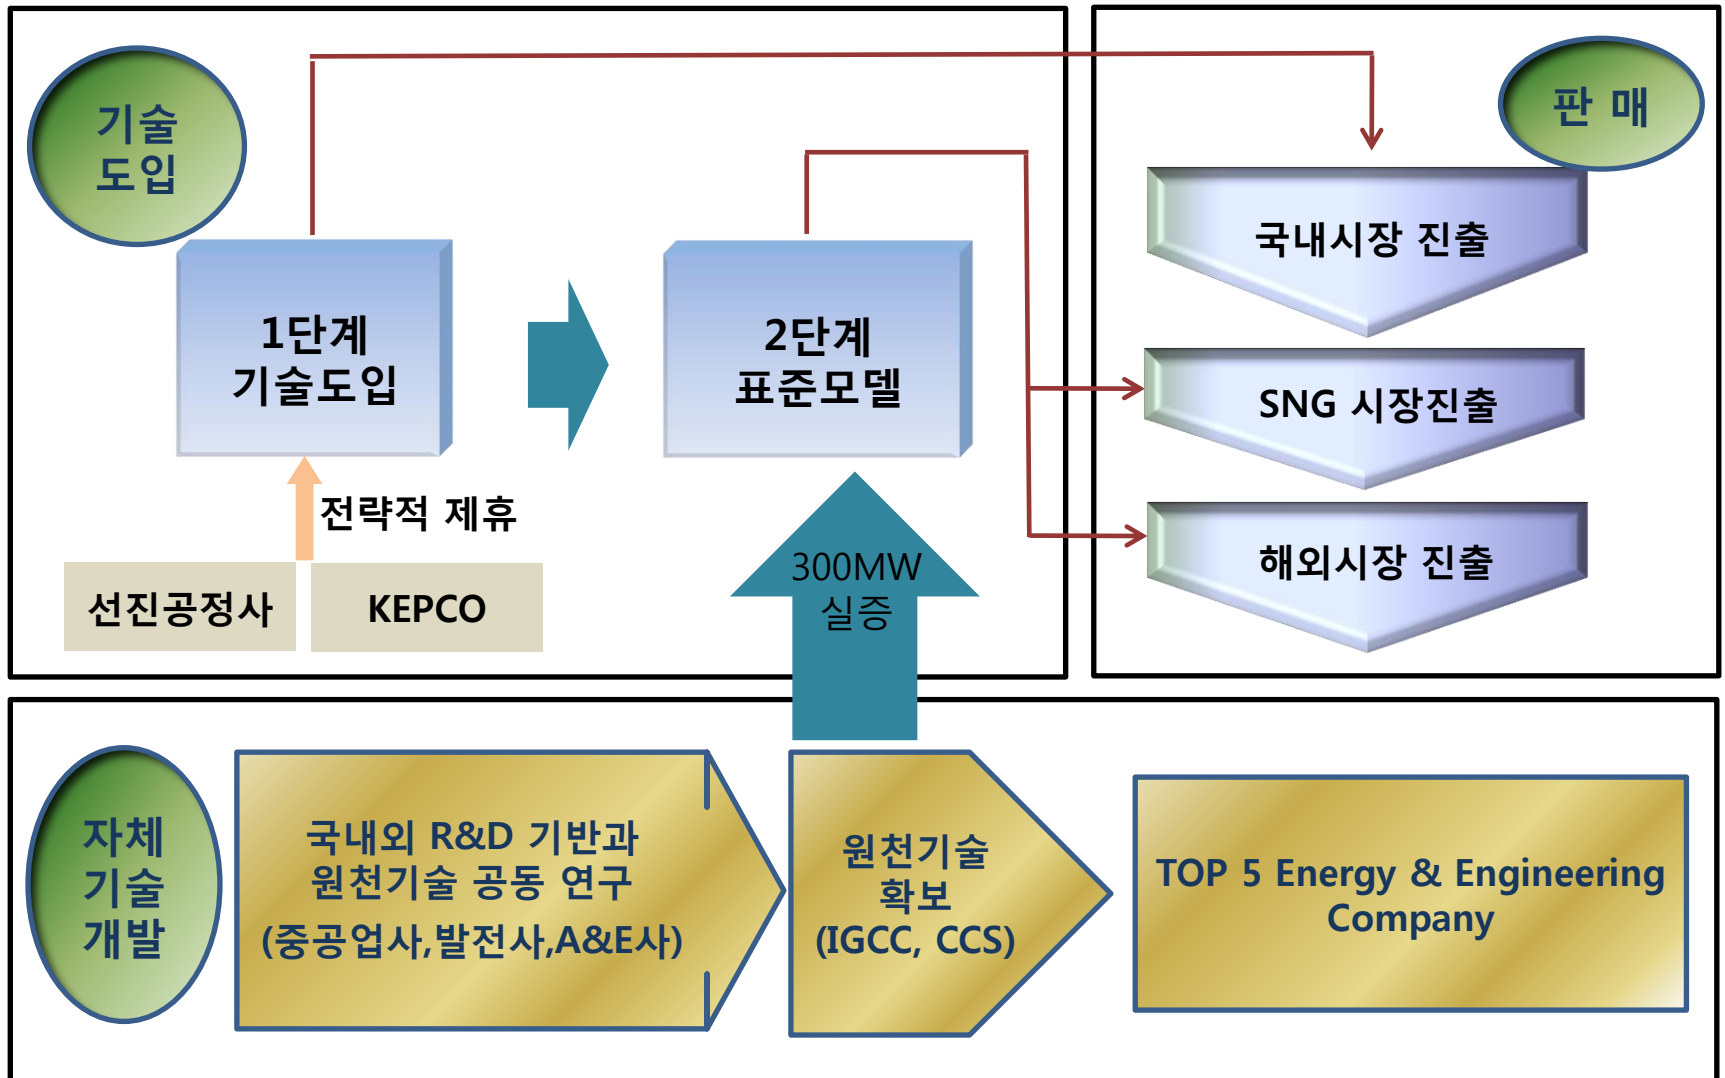 기술
도입
1단계
기술도입
2단계
표준모델
전략적 제휴
선진공정사
KEPCO
300MW
실증
판 매
국내시장 진출
SNG 시장진출
해외시장 진출
자체
기술
개발
국내외 R&D 기반과
원천기술 공동 연구
(중공업사,발전사,A&E사)
원천기술
확보
(IGCC, CCS)
TOP 5 Energy & Engineering
Company